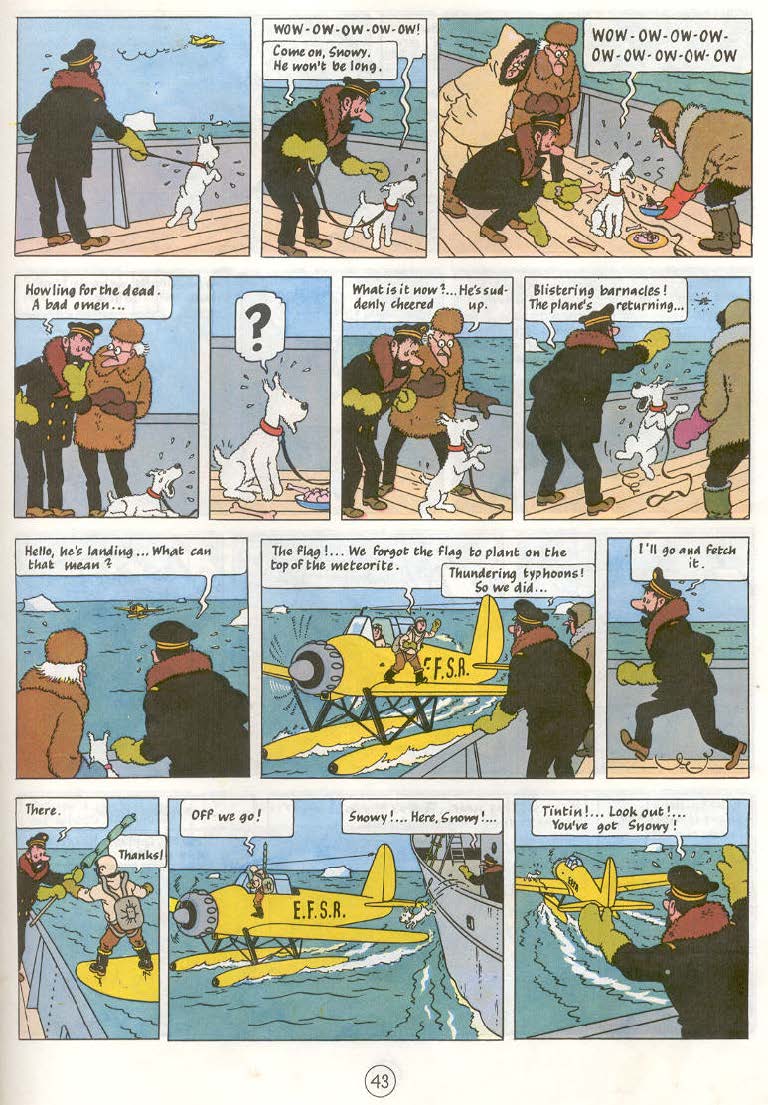 WOW-OW-OW-OW-OW!
Come on, Snowy.
He won't be long.
WOW-OW-OW-OW-
OW-OW-OW-OW-OW
Howling for the dead.
A bad omen...
?
What is it now?... He's sud-
denly cheered up.
Blistering barnacles!
The plane's returning...
Hello, he's landing... What can
that mean?
The flag!... We forgot the flag to plant on the
top of the meteorite.
Thundering typhoons!
So we did...
E.F.S.R.
I'll go and fetch
it.
There.
Thanks!
Off we go!
Snowy!... Here, Snowy!...
E.F.S.R.
Tintin!... Look out!...
You've got Snowy!
EFSR
43